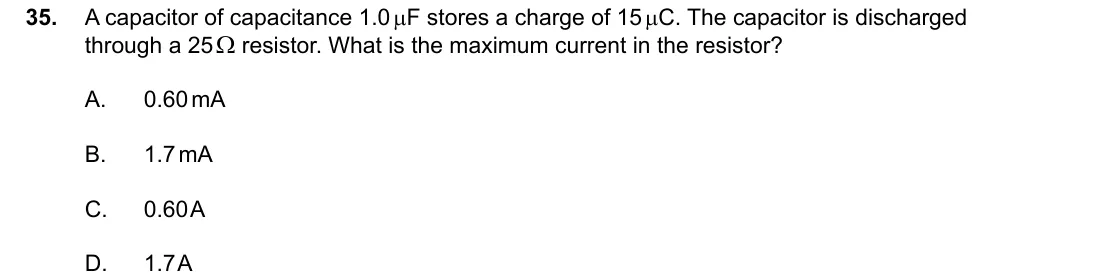 35. A capacitor of capacitance 1.0 μF stores a charge of 15 μC. The capacitor is discharged
through a 25 Ω resistor. What is the maximum current in the resistor?
A. 0.60 mA
B. 1.7 mA
C. 0.60 A
D. 1.7 A